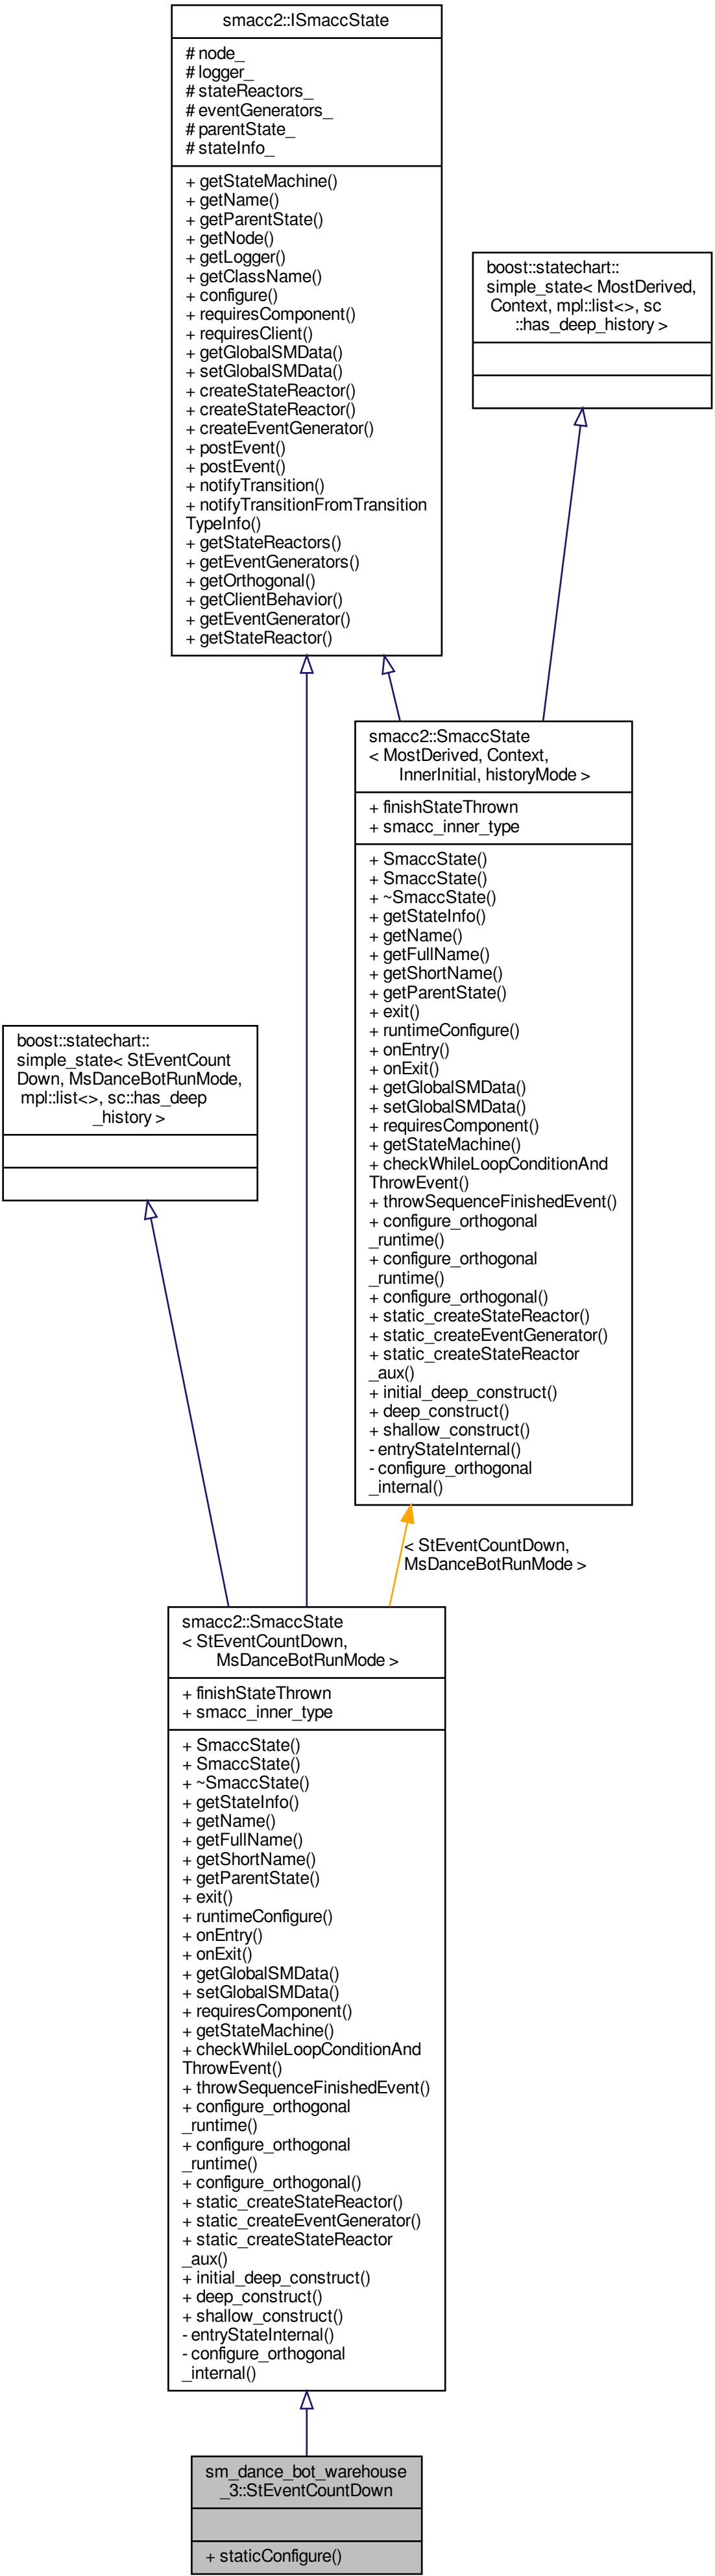 smacc2::ISmaccState
# node_
# logger_
# stateReactors_
# eventGenerators_
# parentState_
# stateInfo_
+ getStateMachine()
+ getName()
+ getParentState()
+ getNode()
+ getLogger()
+ getClassName()
+ configure()
+ requiresComponent()
+ requiresClient()
+ getGlobalSMData()
+ setGlobalSMData()
+ createStateReactor()
+ createStateReactor()
+ createEventGenerator()
+ postEvent()
+ postEvent()
+ notifyTransition()
+ notifyTransitionFromTransition
TypeInfo()
+ getStateReactors()
+ getEventGenerators()
+ getOrthogonal()
+ getClientBehavior()
+ getEventGenerator()
+ getStateReactor()
boost::statechart::
simple_state< MostDerived,
Context, mpl::list<>, sc
::has_deep_history >
smacc2::SmaccState
< MostDerived, Context,
InnerInitial, historyMode >
+ finishStateThrown
+ smacc_inner_type
+ SmaccState()
+ SmaccState()
+ ~SmaccState()
+ getStateInfo()
+ getName()
+ getFullName()
+ getShortName()
+ getParentState()
+ exit()
+ runtimeConfigure()
+ onEntry()
+ onExit()
+ getGlobalSMData()
+ setGlobalSMData()
+ requiresComponent()
+ getStateMachine()
+ checkWhileLoopConditionAnd
ThrowEvent()
+ throwSequenceFinishedEvent()
+ configure_orthogonal
_runtime()
+ configure_orthogonal
_runtime()
+ configure_orthogonal()
+ static_createStateReactor()
+ static_createEventGenerator()
+ static_createStateReactor
_aux()
+ initial_deep_construct()
+ deep_construct()
+ shallow_construct()
- entryStateInternal()
- configure_orthogonal
_internal()
boost::statechart::
simple_state< StEventCount
Down, MsDanceBotRunMode,
mpl::list<>, sc::has_deep
_history >
< StEventCountDown,
MsDanceBotRunMode >
smacc2::SmaccState
< StEventCountDown,
MsDanceBotRunMode >
+ finishStateThrown
+ smacc_inner_type
+ SmaccState()
+ SmaccState()
+ ~SmaccState()
+ getStateInfo()
+ getName()
+ getFullName()
+ getShortName()
+ getParentState()
+ exit()
+ runtimeConfigure()
+ onEntry()
+ onExit()
+ getGlobalSMData()
+ setGlobalSMData()
+ requiresComponent()
+ getStateMachine()
+ checkWhileLoopConditionAnd
ThrowEvent()
+ throwSequenceFinishedEvent()
+ configure_orthogonal
_runtime()
+ configure_orthogonal
_runtime()
+ configure_orthogonal()
+ static_createStateReactor()
+ static_createEventGenerator()
+ static_createStateReactor
_aux()
+ initial_deep_construct()
+ deep_construct()
+ shallow_construct()
- entryStateInternal()
- configure_orthogonal
_internal()
sm_dance_bot_warehouse
_3::StEventCountDown
+ staticConfigure()